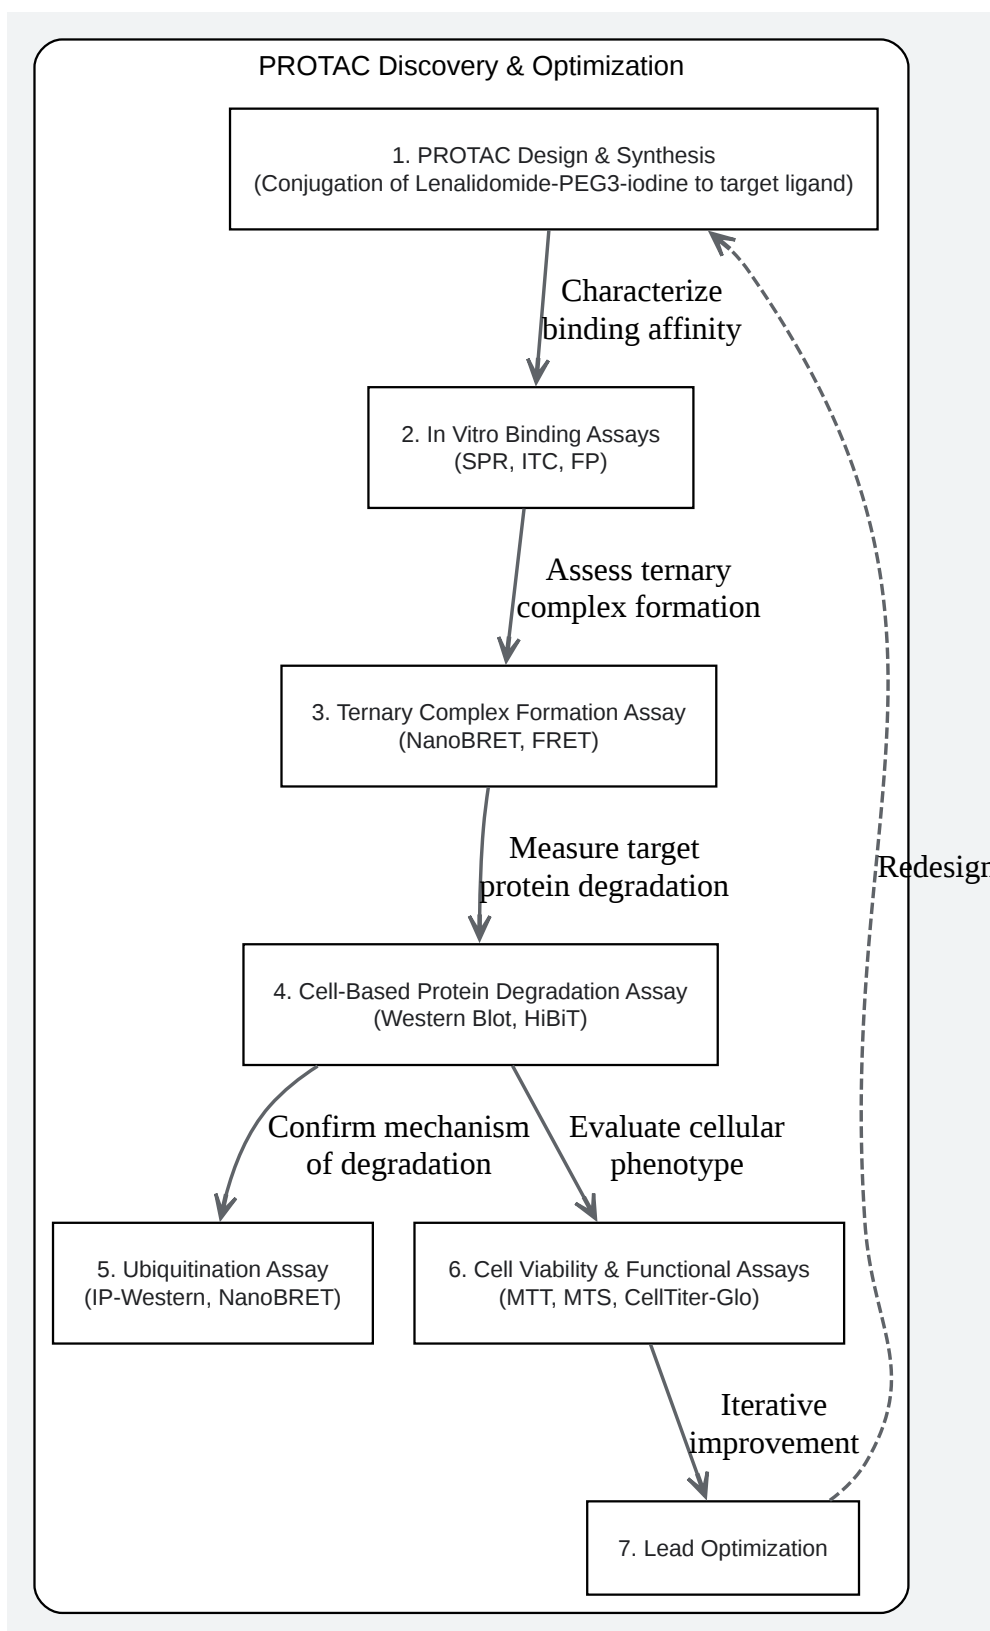 PROTAC Discovery & Optimization
1. PROTAC Design & Synthesis
(Conjugation of Lenalidomide-PEG3-iodine to target ligand)
Characterize
binding affinity
2. In Vitro Binding Assays
(SPR, ITC, FP)
Assess ternary
complex formation
3. Ternary Complex Formation Assay
(NanoBRET, FRET)
Measure target
protein degradation
Redesign
4. Cell-Based Protein Degradation Assay
(Western Blot, HiBiT)
Confirm mechanism
of degradation
Evaluate cellular
phenotype
5. Ubiquitination Assay
(IP-Western, NanoBRET)
6. Cell Viability & Functional Assays
(MTT, MTS, CellTiter-Glo)
Iterative
improvement
7. Lead Optimization